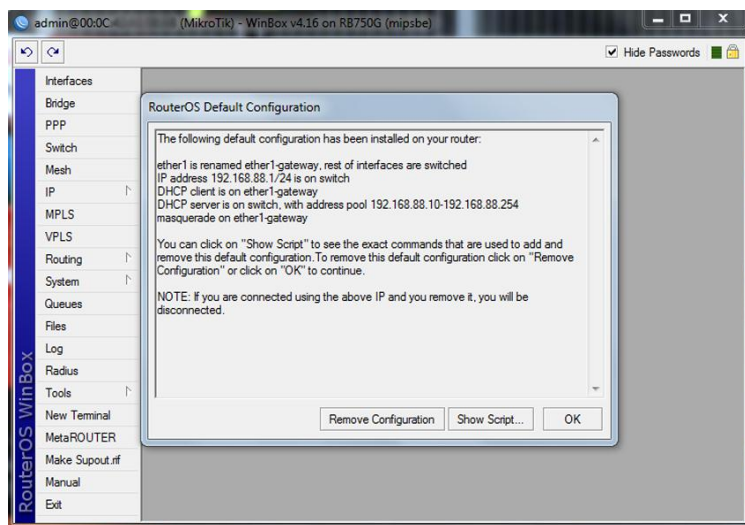 admin@00:0C (MikroTik) - WinBox v4.16 on RB750G (mipsbe)
Hide Passwords
Interfaces
Bridge
PPP
Switch
Mesh
IP
MPLS
VPLS
Routing
System
Queues
Files
Log
Radius
Tools
New Terminal
MetaROUTER
Make Supout.rif
Manual
Exit
RouterOS WinBox
RouterOS Default Configuration
The following default configuration has been installed on your router:
ether1 is renamed ether1-gateway, rest of interfaces are switched
IP address 192.168.88.1/24 is on switch
DHCP client is on ether1-gateway
DHCP server is on switch, with address pool 192.168.88.10-192.168.88.254
masquerade on ether1-gateway
You can click on "Show Script" to see the exact commands that are used to add and
remove this default configuration.To remove this default configuration click on "Remove
Configuration" or click on "OK" to continue.
NOTE: If you are connected using the above IP and you remove it, you will be
disconnected.
Remove Configuration
Show Script...
OK